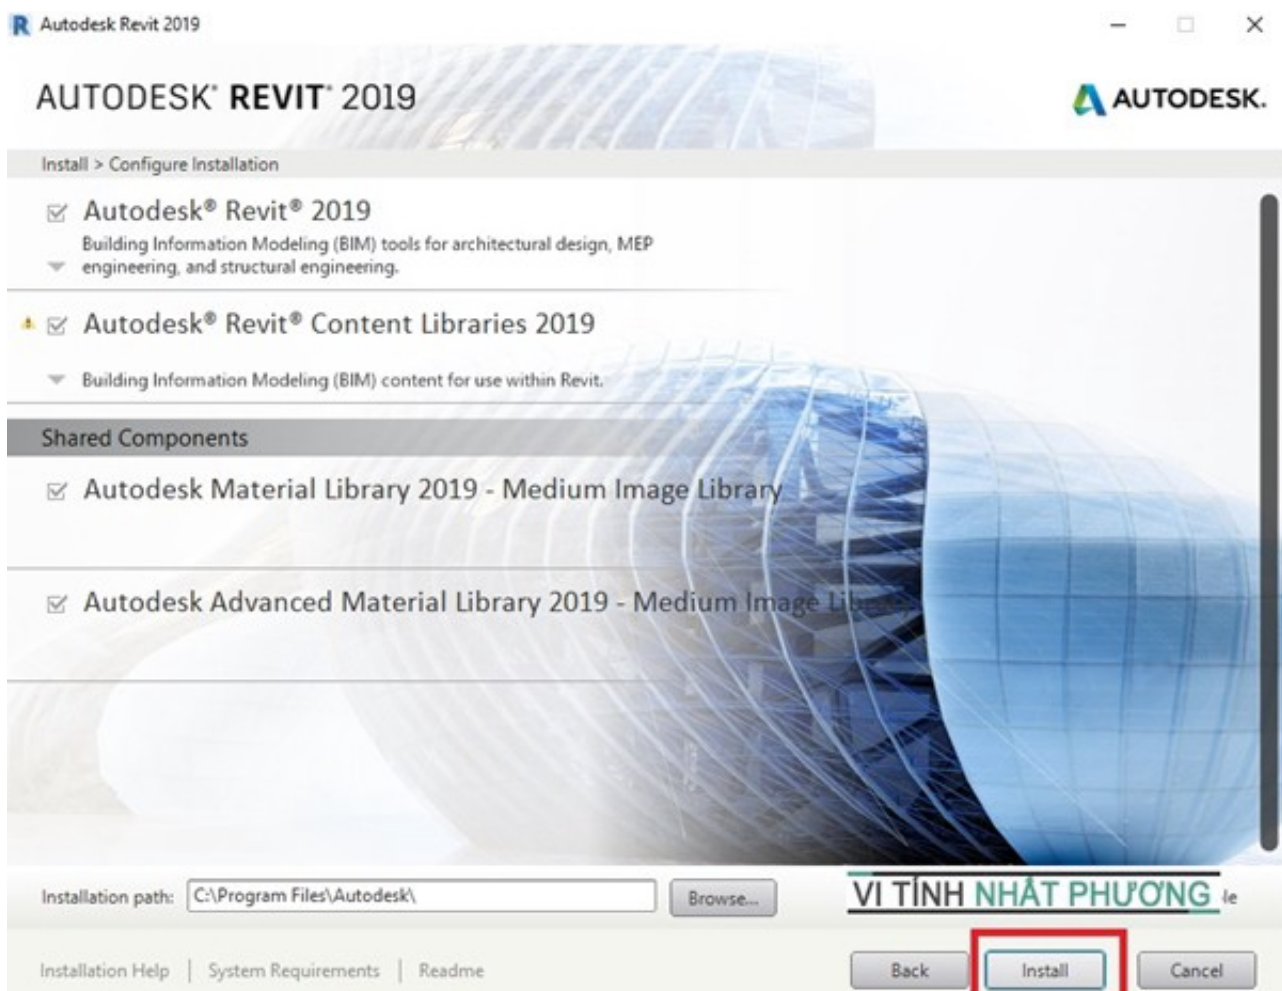 Autodesk Revit 2019
AUTODESK® REVIT® 2019
AUTODESK.
Install > Configure Installation
Autodesk® Revit® 2019
Building Information Modeling (BIM) tools for architectural design, MEP
engineering, and structural engineering.
Autodesk® Revit® Content Libraries 2019
Building Information Modeling (BIM) content for use within Revit.
Shared Components
Autodesk Material Library 2019 - Medium Image Library
Autodesk Advanced Material Library 2019 - Medium Image Library
Installation path: C:\Program Files\Autodesk\ Browse...
VI TÍNH NHẬT PHƯƠNG
Installation Help | System Requirements | Readme
Back Install Cancel